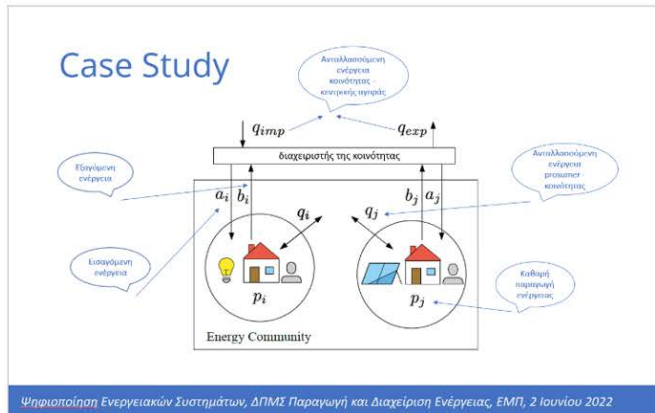 Case Study
Ανταλλασσόμενη
ενέργεια
κοινότητας –
κεντρικής αγοράς
q_imp
q_exp
διαχειριστής της κοινότητας
Εξαγόμενη
ενέργεια
Ανταλλασσόμενη
ενέργεια
prosumer -
κοινότητας
a_i b_i
b_j a_j
q_i
q_j
Εισαγόμενη
ενέργεια
Καθαρή
παραγωγή
ενέργειας
p_i
p_j
Energy Community
Ψηφιοποίηση Ενεργειακών Συστημάτων, ΔΠΜΣ Παραγωγή και Διαχείριση Ενέργειας, ΕΜΠ, 2 Ιουνίου 2022